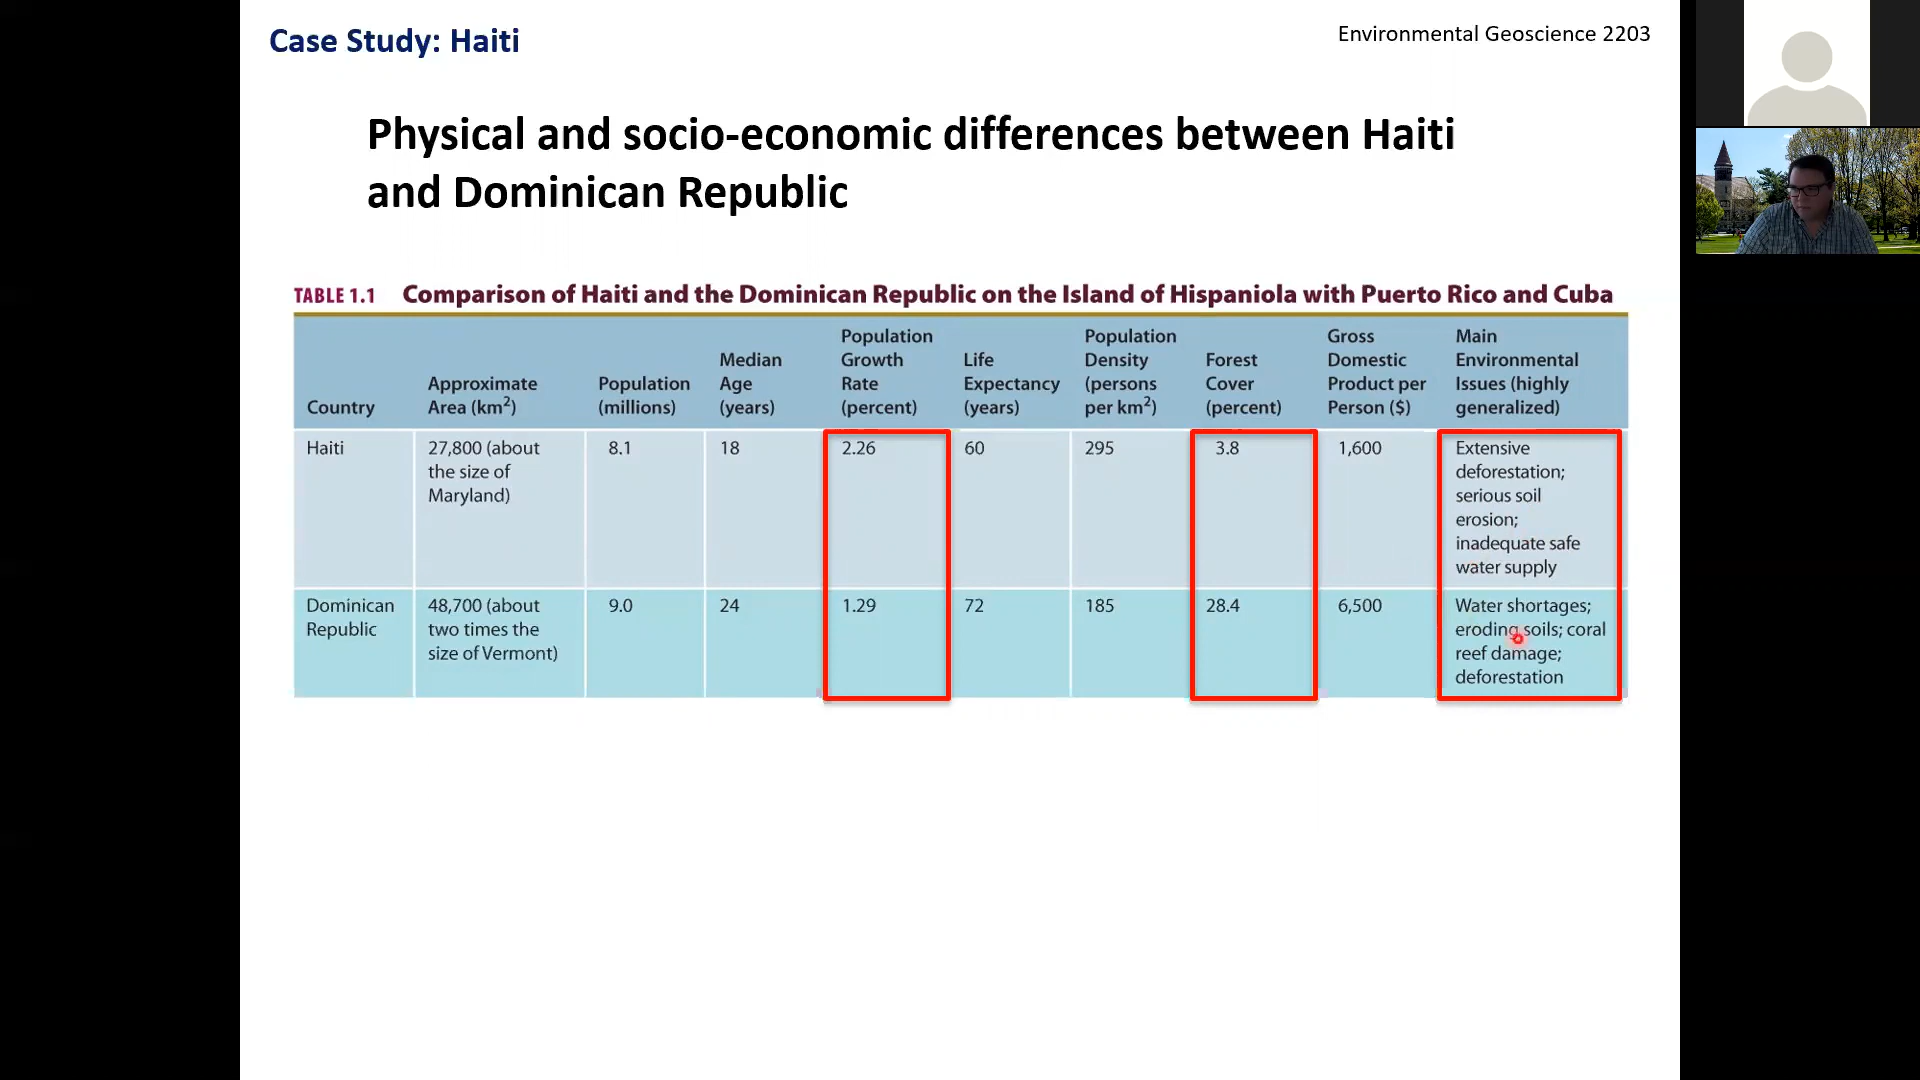 Case Study: Haiti
Environmental Geoscience 2203
Physical and socio-economic differences between Haiti
and Dominican Republic
TABLE 1.1 Comparison of Haiti and the Dominican Republic on the Island of Hispaniola with Puerto Rico and Cuba
Country
Approximate
Area (km²)
Population
(millions)
Median
Age
(years)
Population
Growth
Rate
(percent)
Life
Expectancy
(years)
Population
Density
(persons
per km²)
Forest
Cover
(percent)
Gross
Domestic
Product per
Person ($)
Main
Environmental
Issues (highly
generalized)
Haiti
27,800 (about
the size of
Maryland)
8.1
18
2.26
60
295
3.8
1,600
Extensive
deforestation;
serious soil
erosion;
inadequate safe
water supply
Dominican
Republic
48,700 (about
two times the
size of Vermont)
9.0
24
1.29
72
185
28.4
6,500
Water shortages;
eroding soils; coral
reef damage;
deforestation